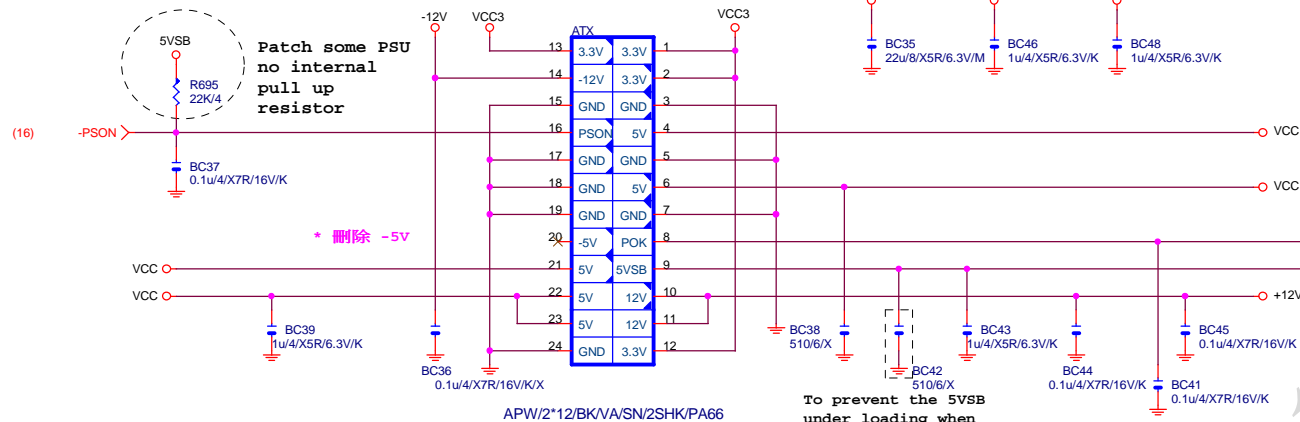 -12V
VCC3
VCC3
ATX
5VSB
R695
22K/4
Patch some PSU
no internal
pull up
resistor
(16)
-PSON
BC37
0.1u/4/X7R/16V/K
* 刪除 -5V
VCC
VCC
BC39
1u/4/X5R/6.3V/K
BC36
0.1u/4/X7R/16V/K/X
13 3.3V 3.3V 1
14 -12V 3.3V 2
15 GND GND 3
16 PSON 5V 4
17 GND GND 5
18 GND 5V 6
19 GND GND 7
20 -5V POK 8
21 5V 5VSB 9
22 5V 12V 10
23 5V 12V 11
24 GND 3.3V 12
APW/2*12/BK/VA/SN/2SHK/PA66
BC35
22u/8/X5R/6.3V/M
BC46
1u/4/X5R/6.3V/K
BC48
1u/4/X5R/6.3V/K
VCC
VCC
+12V
BC38
510/6/X
BC42
510/6/X
BC43
1u/4/X5R/6.3V/K
BC44
0.1u/4/X7R/16V/K
BC45
0.1u/4/X7R/16V/K
BC41
0.1u/4/X7R/16V/K
To prevent the 5VSB
under loading when